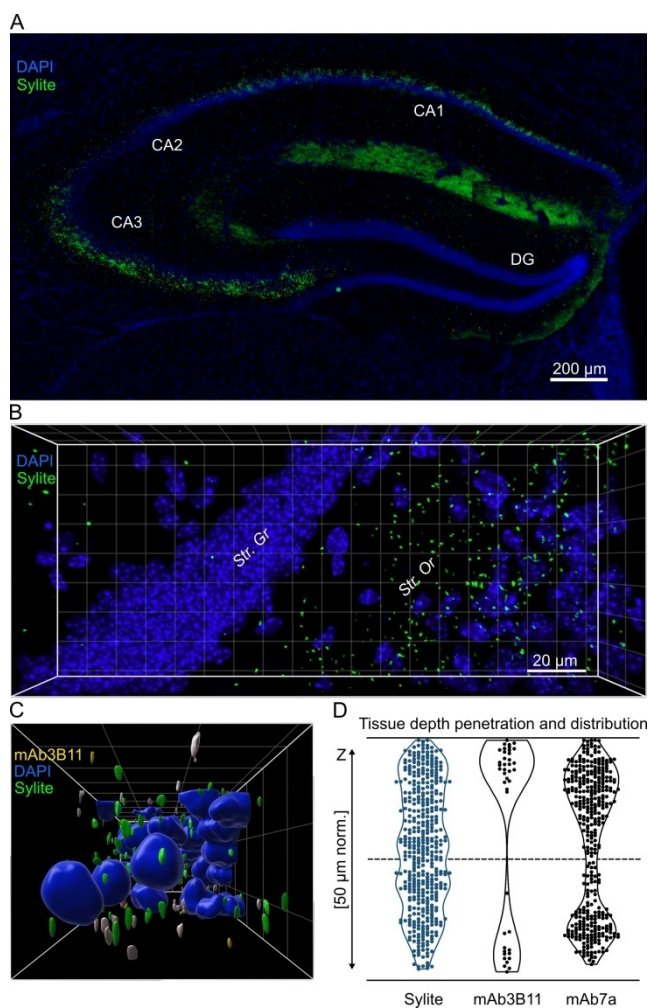 A
DAPI
Sylite
CA1
CA2
CA3
DG
200 µm
B
DAPI
Sylite
Str. Gr
Str. Or
20 µm
C
mAb3B11
DAPI
Sylite
D
Tissue depth penetration and distribution
Z
[50 µm norm.]
Sylite mAb3B11 mAb7a